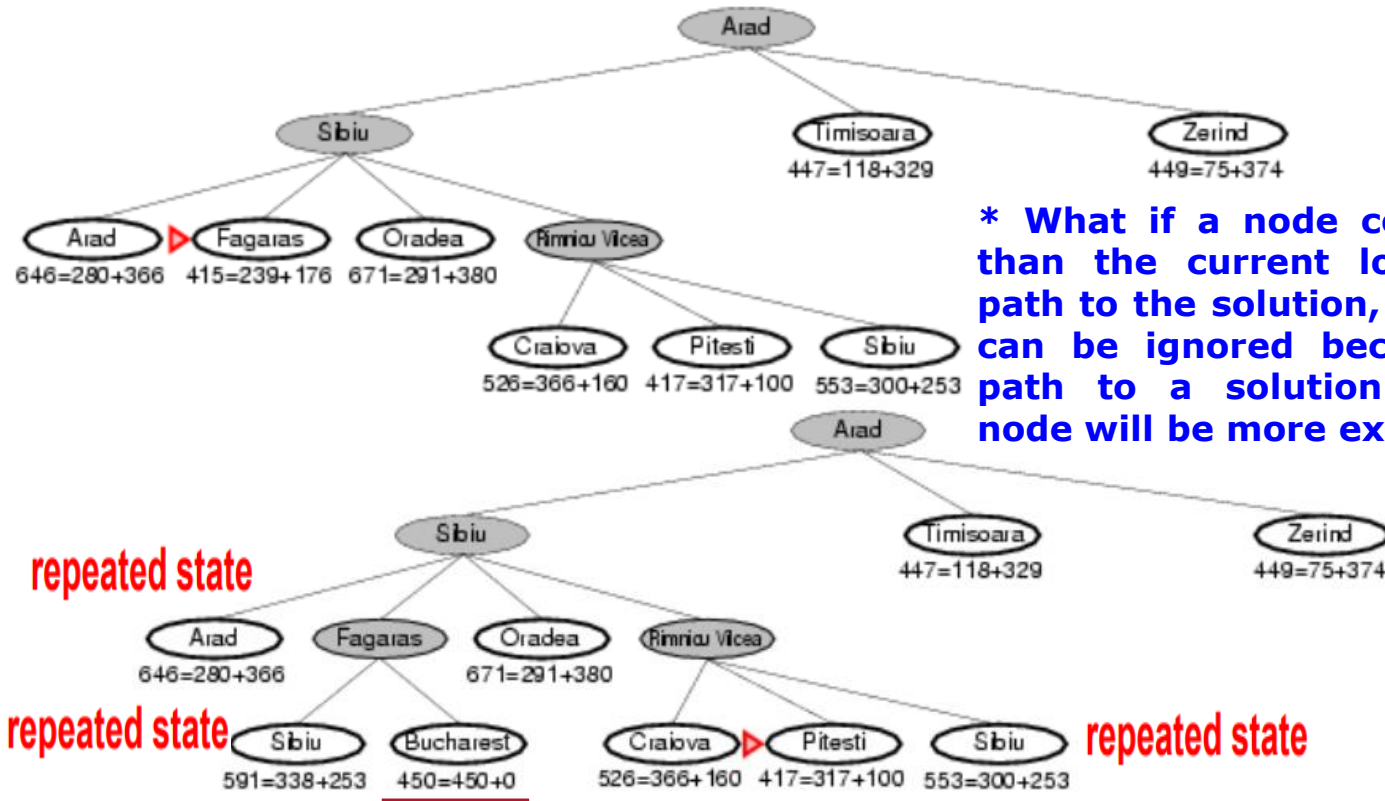 Arad
Sibiu
Timisoara
Zerind
447=118+329
449=75+374
Arad
Fagaras
Oradea
Rimnicu Vilcea
646=280+366
415=239+176
671=291+380
* What if a node co
than the current lo
path to the solution,
can be ignored bec
path to a solution
node will be more ex
Craiova
Pitesti
Sibiu
526=366+160
417=317+100
553=300+253
Arad
Sibiu
Timisoara
Zerind
447=118+329
449=75+374
repeated state
Arad
Fagaras
Oradea
Rimnicu Vilcea
646=280+366
671=291+380
repeated state
Sibiu
Bucharest
Craiova
Pitesti
Sibiu
repeated state
591=338+253
450=450+0
526=366+160
417=317+100
553=300+253